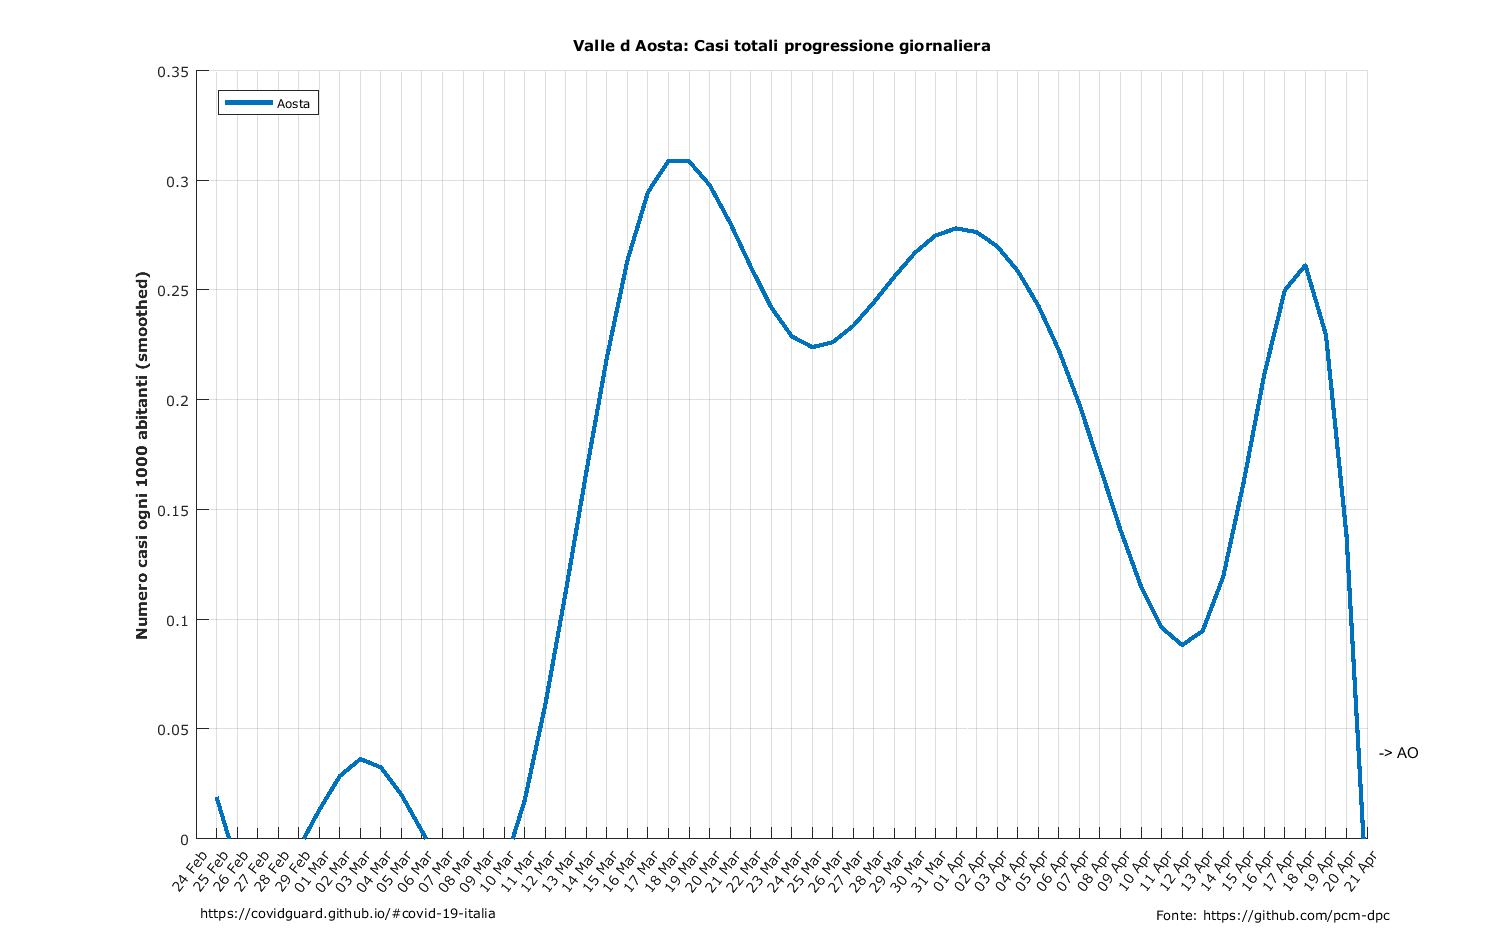 Valle d Aosta: Casi totali progressione giornaliera
Aosta
Numero casi ogni 1000 abitanti (smoothed)
0.35
0.3
0.25
0.2
0.15
0.1
0.05
0
-> AO
24 Feb
25 Feb
26 Feb
27 Feb
28 Feb
29 Feb
01 Mar
02 Mar
03 Mar
04 Mar
05 Mar
06 Mar
07 Mar
08 Mar
09 Mar
10 Mar
11 Mar
12 Mar
13 Mar
14 Mar
15 Mar
16 Mar
17 Mar
18 Mar
19 Mar
20 Mar
21 Mar
22 Mar
23 Mar
24 Mar
25 Mar
26 Mar
27 Mar
28 Mar
29 Mar
30 Mar
31 Mar
01 Apr
02 Apr
03 Apr
04 Apr
05 Apr
06 Apr
07 Apr
08 Apr
09 Apr
10 Apr
11 Apr
12 Apr
13 Apr
14 Apr
15 Apr
16 Apr
17 Apr
18 Apr
19 Apr
20 Apr
21 Apr
https://covidguard.github.io/#covid-19-italia
Fonte: https://github.com/pcm-dpc